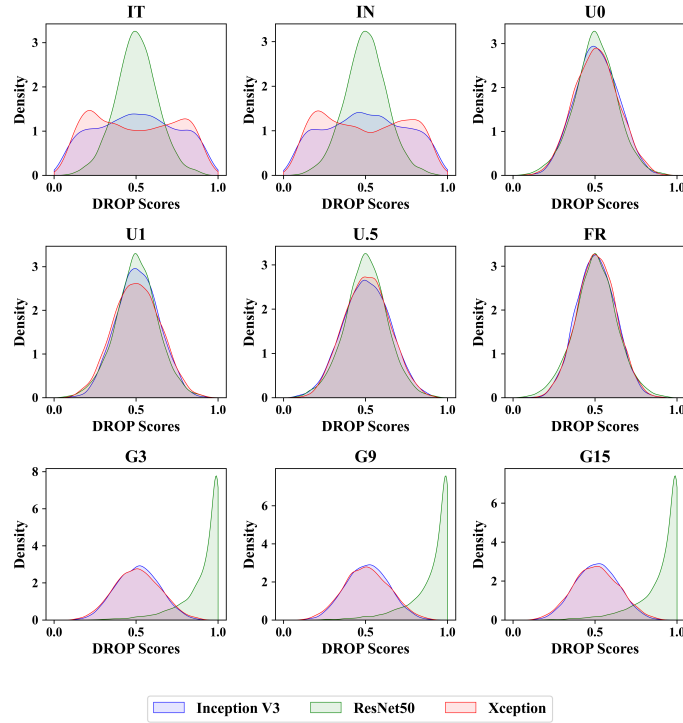 IT IN U0
3 3 3
2 2 2
1 1 1
0 0 0
Density Density Density
0.0 0.5 1.0 0.0 0.5 1.0 0.0 0.5 1.0
DROP Scores DROP Scores DROP Scores
U1 U.5 FR
3 3 3
2 2 2
1 1 1
0 0 0
Density Density Density
0.0 0.5 1.0 0.0 0.5 1.0 0.0 0.5 1.0
DROP Scores DROP Scores DROP Scores
G3 G9 G15
8
6 6 6
4 4 4
2 2 2
0 0 0
Density Density Density
0.0 0.5 1.0 0.0 0.5 1.0 0.0 0.5 1.0
DROP Scores DROP Scores DROP Scores
Inception V3 ResNet50 Xception